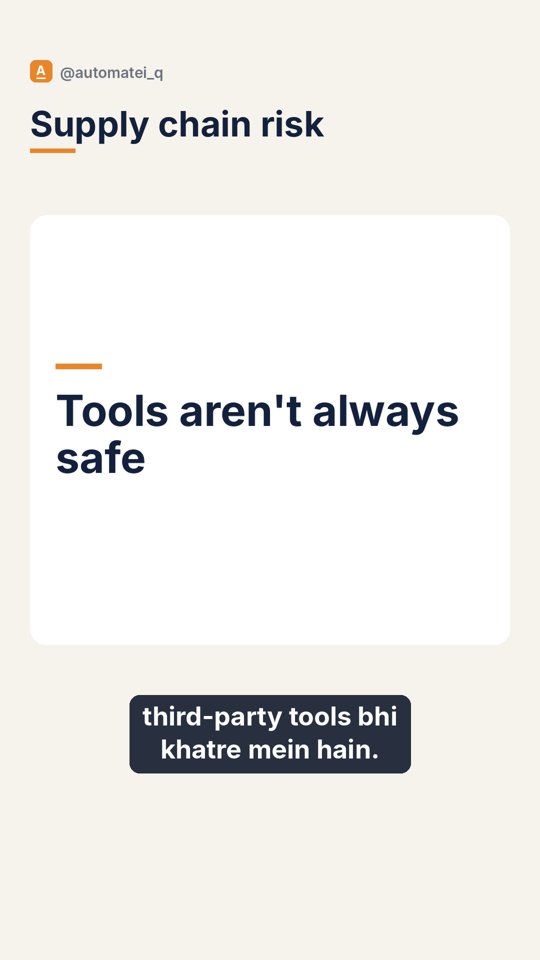 A
@automatei_q
Supply chain risk
Tools aren't always
safe
third-party tools bhi
khatre mein hain.